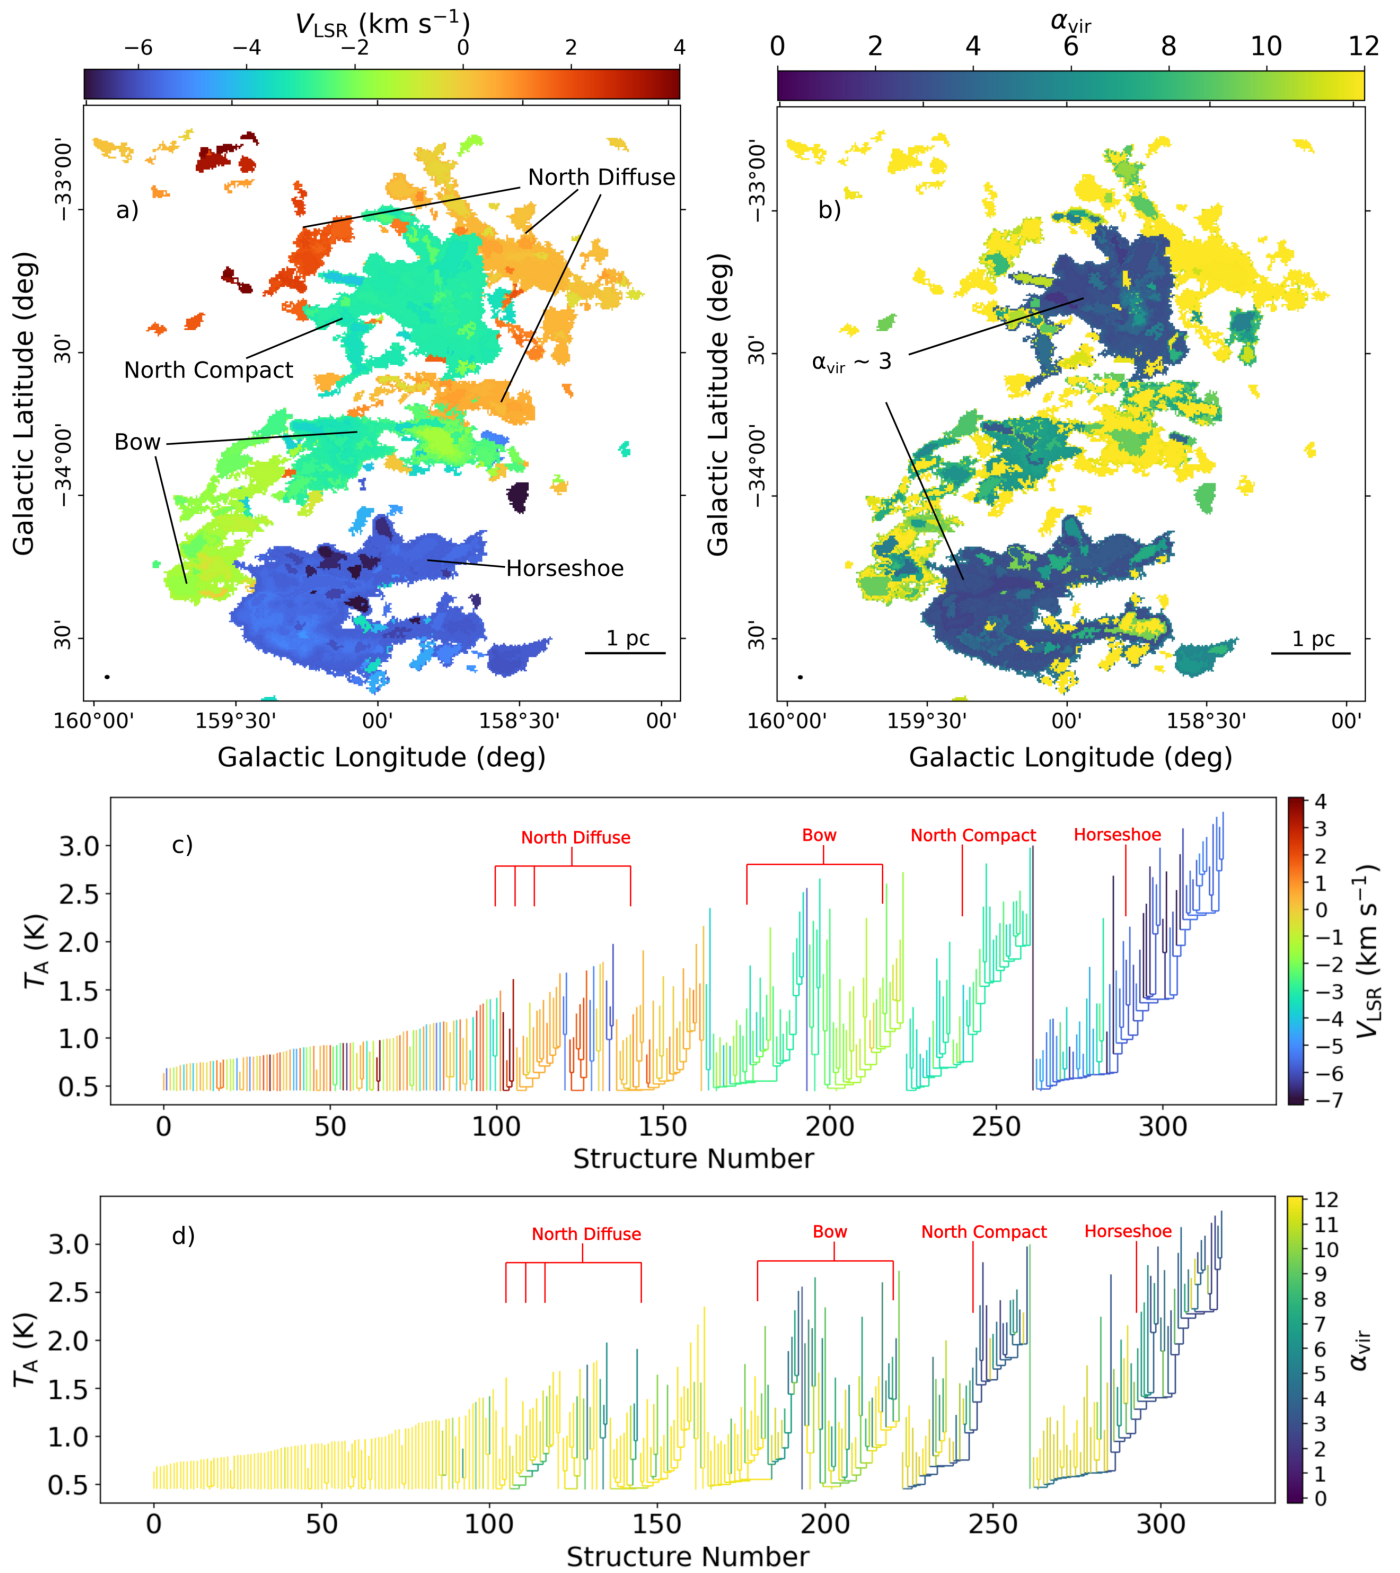 V_LSR (km s⁻¹)
−6 −4 −2 0 2 4
a)
North Diffuse
North Compact
Bow
Horseshoe
1 pc
−33°00'
30'
−34°00'
30'
Galactic Latitude (deg)
160°00' 159°30' 00' 158°30' 00'
Galactic Longitude (deg)
α_vir
0 2 4 6 8 10 12
b)
α_vir ~ 3
1 pc
−33°00'
30'
−34°00'
30'
Galactic Latitude (deg)
160°00' 159°30' 00' 158°30' 00'
Galactic Longitude (deg)
c)
North Diffuse
Bow
North Compact
Horseshoe
3.0
2.5
2.0
1.5
1.0
0.5
T_A (K)
0 50 100 150 200 250 300
Structure Number
4
3
2
1
0
−1
−2
−3
−4
−5
−6
−7
V_LSR (km s⁻¹)
d)
North Diffuse
Bow
North Compact
Horseshoe
3.0
2.5
2.0
1.5
1.0
0.5
T_A (K)
0 50 100 150 200 250 300
Structure Number
12
11
10
9
8
7
6
5
4
3
2
1
0
α_vir